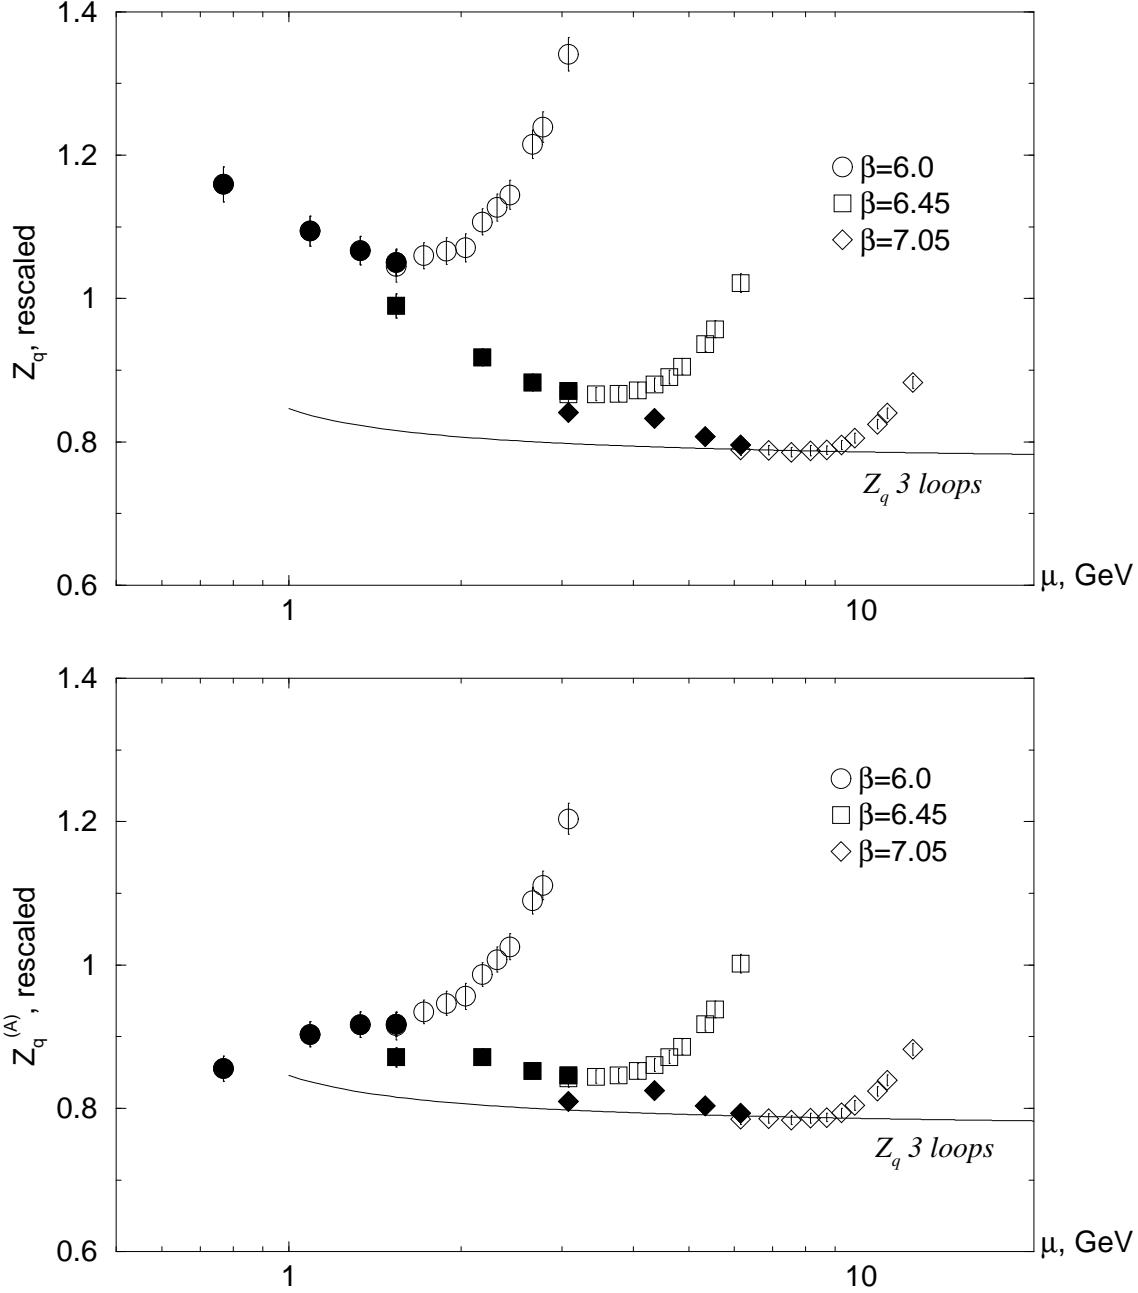 1.4
1.2
1
0.8
0.6
Z_q, rescaled
β=6.0
β=6.45
β=7.05
Z_q 3 loops
μ, GeV
1
10
1.4
1.2
1
0.8
0.6
Z_q^(A), rescaled
β=6.0
β=6.45
β=7.05
Z_q 3 loops
μ, GeV
1
10